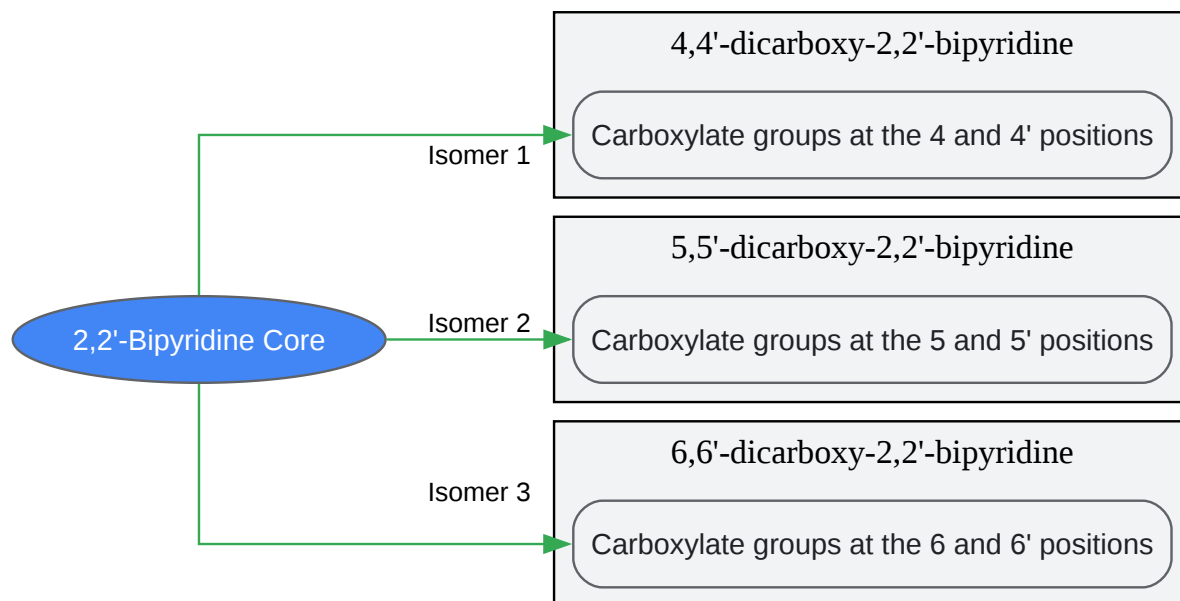 4,4'-dicarboxy-2,2'-bipyridine
Carboxylate groups at the 4 and 4' positions
Isomer 1
5,5'-dicarboxy-2,2'-bipyridine
Isomer 2
2,2'-Bipyridine Core
Carboxylate groups at the 5 and 5' positions
6,6'-dicarboxy-2,2'-bipyridine
Isomer 3
Carboxylate groups at the 6 and 6' positions